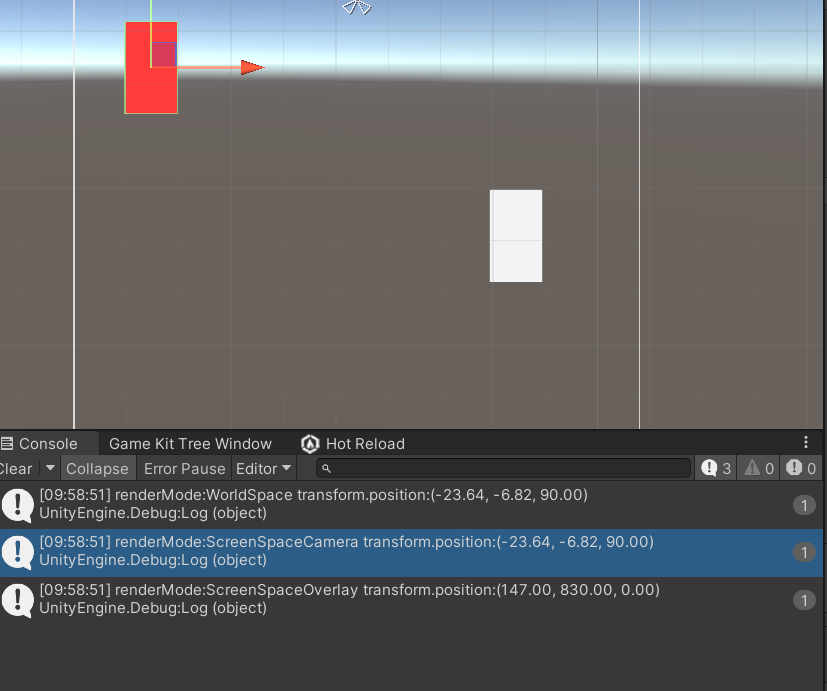 Console Game Kit Tree Window Hot Reload
Clear Collapse Error Pause Editor 3 0 0
[09:58:51] renderMode:WorldSpace transform.position:(-23.64, -6.82, 90.00)
UnityEngine.Debug:Log (object)
1
[09:58:51] renderMode:ScreenSpaceCamera transform.position:(-23.64, -6.82, 90.00)
UnityEngine.Debug:Log (object)
1
[09:58:51] renderMode:ScreenSpaceOverlay transform.position:(147.00, 830.00, 0.00)
UnityEngine.Debug:Log (object)
1